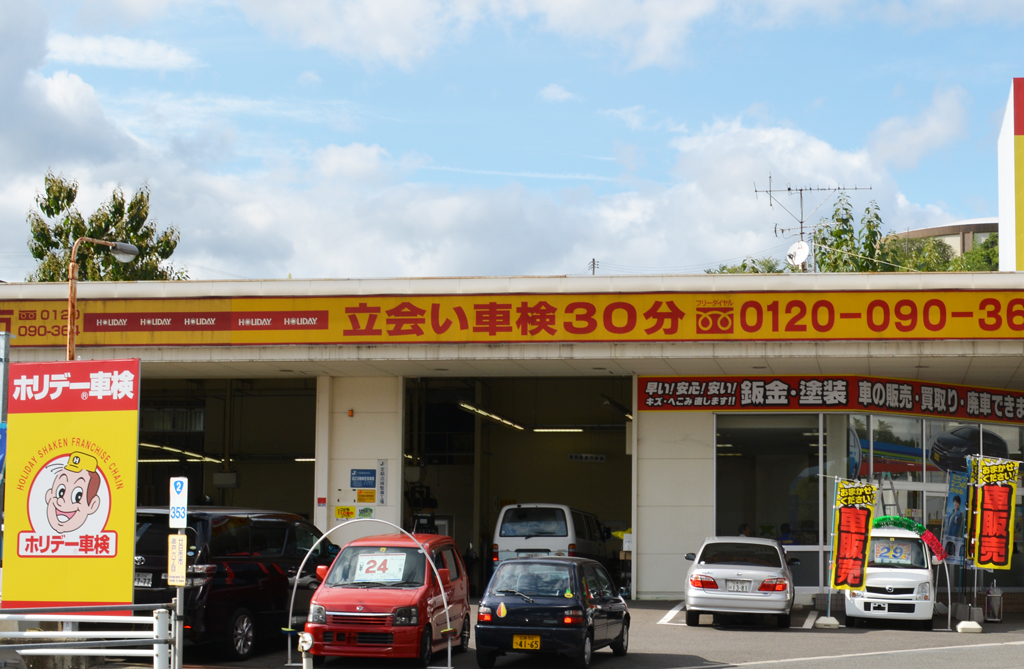 0120
090-364
HOLIDAY HOLIDAY HOLIDAY HOLIDAY HOLIDAY
立会い車検30分
フリーダイヤル
0120-090-36
早い!安心!安い!
キズ・へこみ直します!!
鈑金・塗装
車の販売・買取り・廃車できま
ホリデー車検
®
HOLIDAY SHAKEN FRANCHISE CHAIN
H
ホリデー車検
2
353
24
41-65
おまかせ
ください!
車販売
29
おまかせ
ください!
車販売